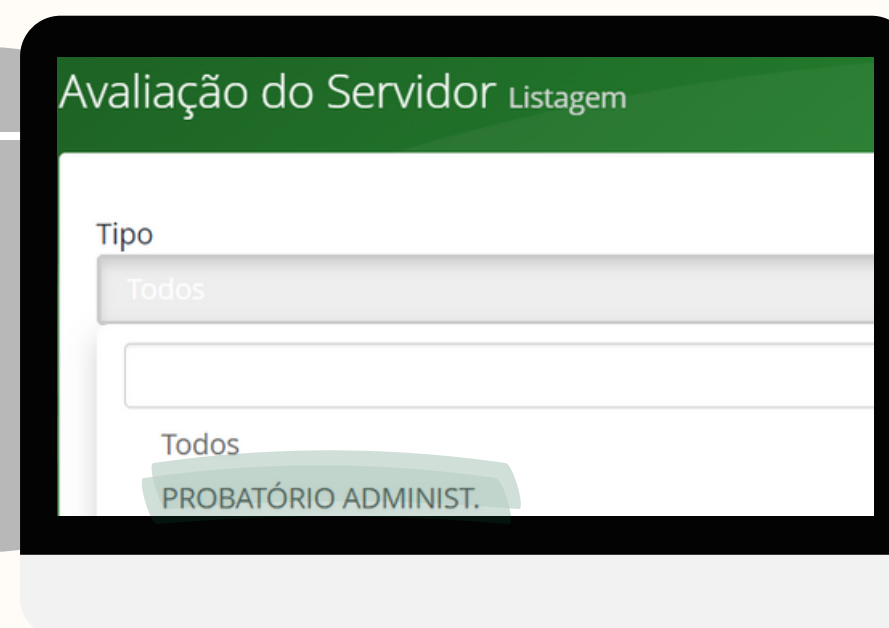 Avaliação do Servidor Listagem
Tipo
Todos
Todos
PROBATÓRIO ADMINIST.